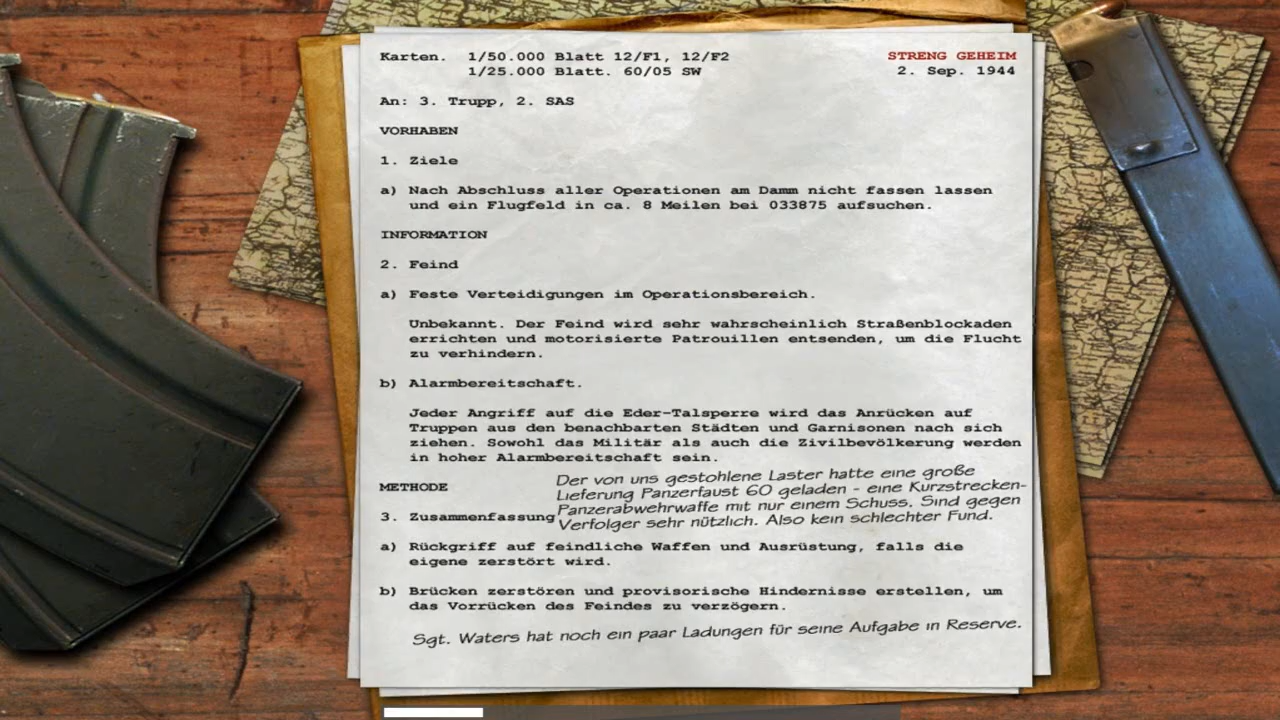 Karten. 1/50.000 Blatt 12/F1, 12/F2
STRENG GEHEIM
1/25.000 Blatt. 60/05 SW
2. Sep. 1944
An: 3. Trupp, 2. SAS
VORHABEN
1. Ziele
a) Nach Abschluss aller Operationen am Damm nicht fassen lassen
und ein Flugfeld in ca. 8 Meilen bei 033875 aufsuchen.
INFORMATION
2. Feind
a) Feste Verteidigungen im Operationsbereich.
Unbekannt. Der Feind wird sehr wahrscheinlich Straßenblockaden
errichten und motorisierte Patrouillen entsenden, um die Flucht
zu verhindern.
b) Alarmbereitschaft.
Jeder Angriff auf die Eder-Talsperre wird das Anrücken auf
Truppen aus den benachbarten Städten und Garnisonen nach sich
ziehen. Sowohl das Militär als auch die Zivilbevölkerung werden
in hoher Alarmbereitschaft sein.
Der von uns gestohlene Laster hatte eine große
Lieferung Panzerfaust 60 geladen - eine Kurzstrecken-
Panzerabwehrwaffe mit nur einem Schuss. Sind gegen
Verfolger sehr nützlich. Also kein schlechter Fund.
METHODE
3. Zusammenfassung
a) Rückgriff auf feindliche Waffen und Ausrüstung, falls die
eigene zerstört wird.
b) Brücken zerstören und provisorische Hindernisse erstellen, um
das Vorrücken des Feindes zu verzögern.
Sgt. Waters hat noch ein paar Ladungen für seine Aufgabe in Reserve.